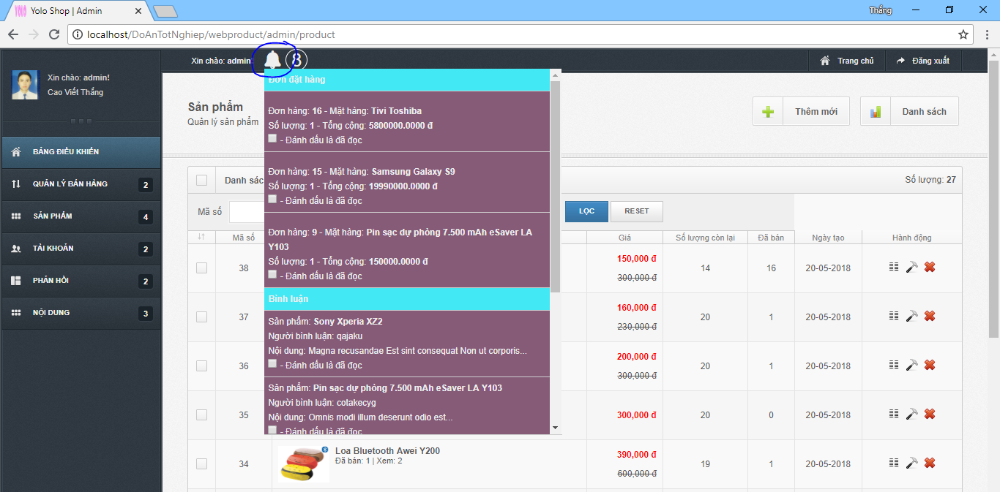 YOLO Yolo Shop | Admin
Thắng
localhost/DoAnTotNghiep/webproduct/admin/product
Xin chào: admin!
Cao Viết Thắng
Xin chào: admin!
8
Trang chủ
Đăng xuất
BẢNG ĐIỀU KHIỂN
QUẢN LÝ BÁN HÀNG 2
SẢN PHẨM 4
TÀI KHOẢN 2
PHẢN HỒI 2
NỘI DUNG 3
Sản phẩm
Quản lý sản phẩm
Thêm mới
Danh sách
Đơn đặt hàng
Đơn hàng: 16 - Mặt hàng: Tivi Toshiba
Số lượng: 1 - Tổng cộng: 5800000.0000 đ
- Đánh dấu là đã đọc
Đơn hàng: 15 - Mặt hàng: Samsung Galaxy S9
Số lượng: 1 - Tổng cộng: 19990000.0000 đ
- Đánh dấu là đã đọc
Đơn hàng: 9 - Mặt hàng: Pin sạc dự phòng 7.500 mAh eSaver LA
Y103
Số lượng: 1 - Tổng cộng: 150000.0000 đ
- Đánh dấu là đã đọc
Bình luận
Sản phẩm: Sony Xperia XZ2
Người bình luận: qajaku
Nội dung: Magna recusandae Est sint consequat Non ut corporis...
- Đánh dấu là đã đọc
Sản phẩm: Pin sạc dự phòng 7.500 mAh eSaver LA Y103
Người bình luận: cotakecyg
Nội dung: Omnis modi illum deserunt odio est...
- Đánh dấu là đã đọc
Danh sác
Số lượng: 27
Mã số
LỌC
RESET
Mã số Giá Số lượng còn lại Đã bán Ngày tạo Hành động
38 150,000 đ 14 16 20-05-2018
300,000 đ
37 160,000 đ 20 1 20-05-2018
230,000 đ
36 200,000 đ 20 1 20-05-2018
300,000 đ
35 300,000 đ 20 0 20-05-2018
34 Loa Bluetooth Awei Y200 390,000 đ 19 1 20-05-2018
Đã bán: 1 | Xem: 2 600,000 đ